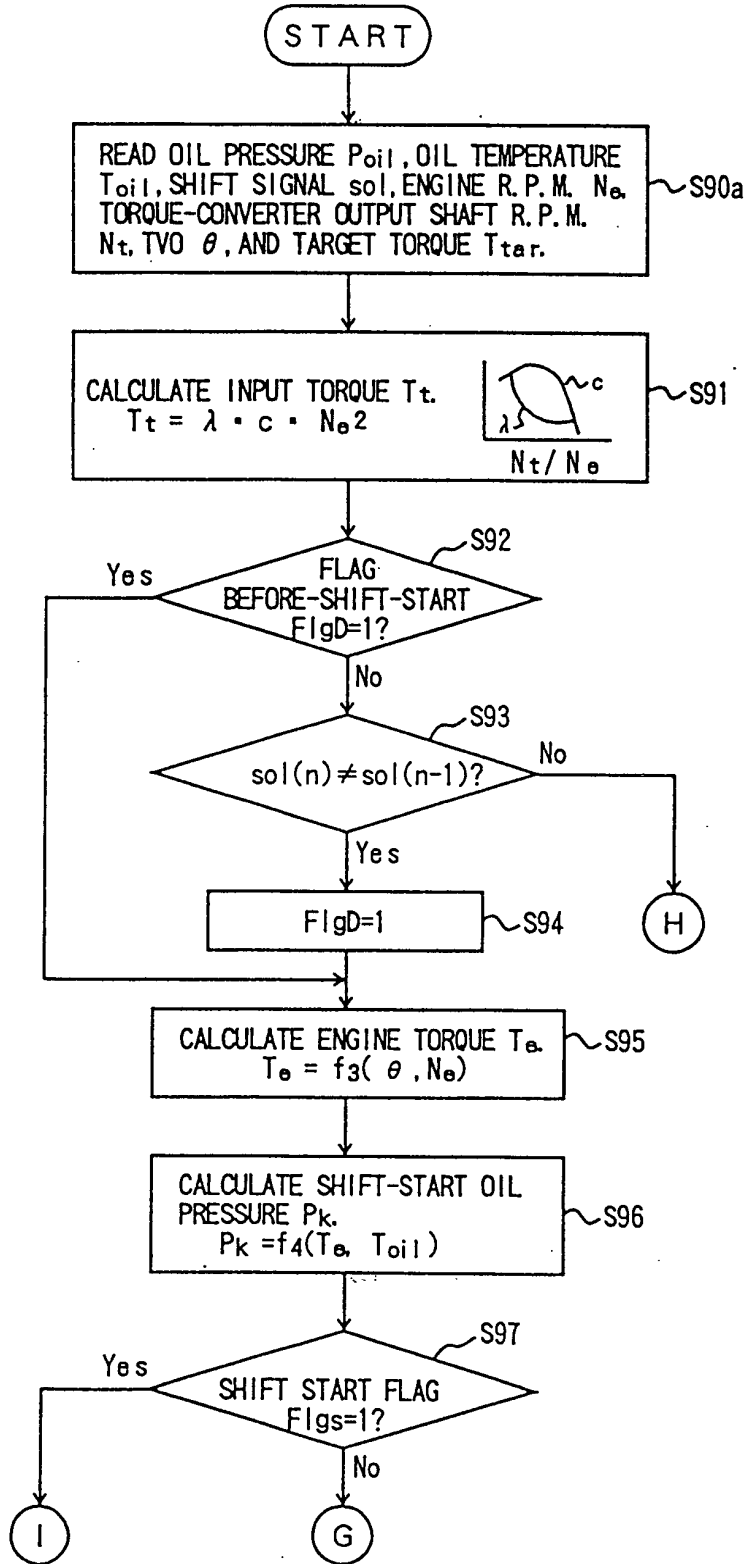 START
READ OIL PRESSURE Poil, OIL TEMPERATURE
Toil, SHIFT SIGNAL sol, ENGINE R.P.M. Ne.
TORQUE-CONVERTER OUTPUT SHAFT R.P.M.
Nt, TVO θ, AND TARGET TORQUE Ttar.
S90a
CALCULATE INPUT TORQUE Tt.
Tt = λ · c · Ne2
c
λ
Nt/Ne
S91
S92
FLAG
BEFORE-SHIFT-START
FlgD=1?
Yes
No
S93
sol(n)≠sol(n-1)?
No
Yes
FlgD=1
S94
H
CALCULATE ENGINE TORQUE Te.
Te = f3( θ, Ne)
S95
CALCULATE SHIFT-START OIL
PRESSURE Pk.
Pk =f4(Te, Toil)
S96
S97
Yes
SHIFT START FLAG
Flgs=1?
No
I
G